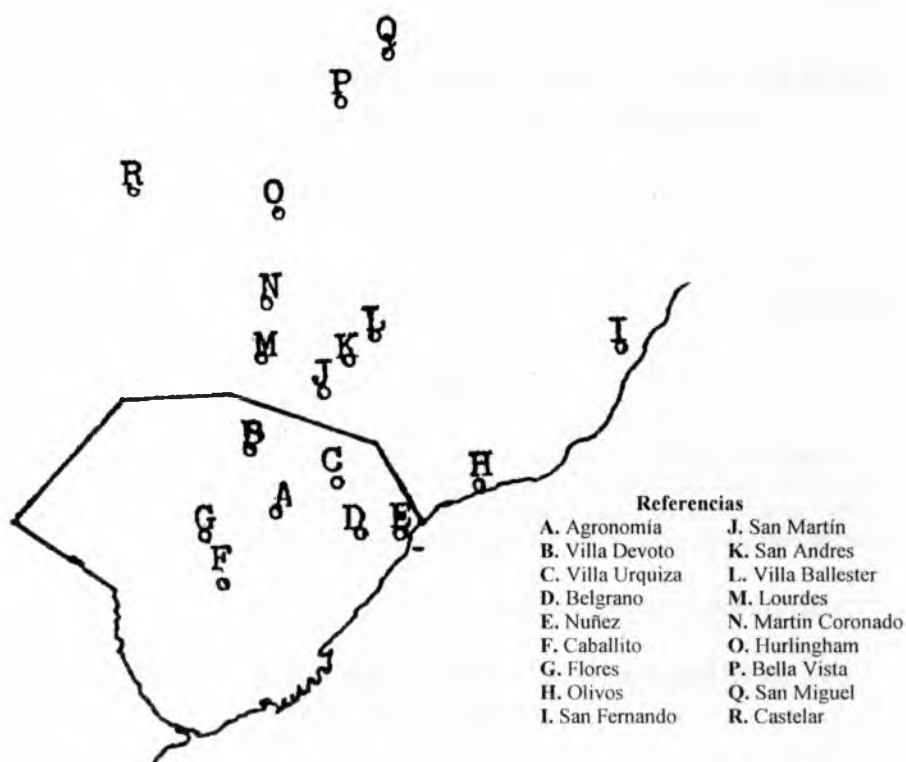 Q
P
R
O
N
L
I
M
K
J
B
C
H
A
G
D
E
F
Referencias
A. Agronomía
B. Villa Devoto
C. Villa Urquiza
D. Belgrano
E. Nuñez
F. Caballito
G. Flores
H. Olivos
I. San Fernando
J. San Martín
K. San Andres
L. Villa Ballester
M. Lourdes
N. Martin Coronado
O. Hurlingham
P. Bella Vista
Q. San Miguel
R. Castelar